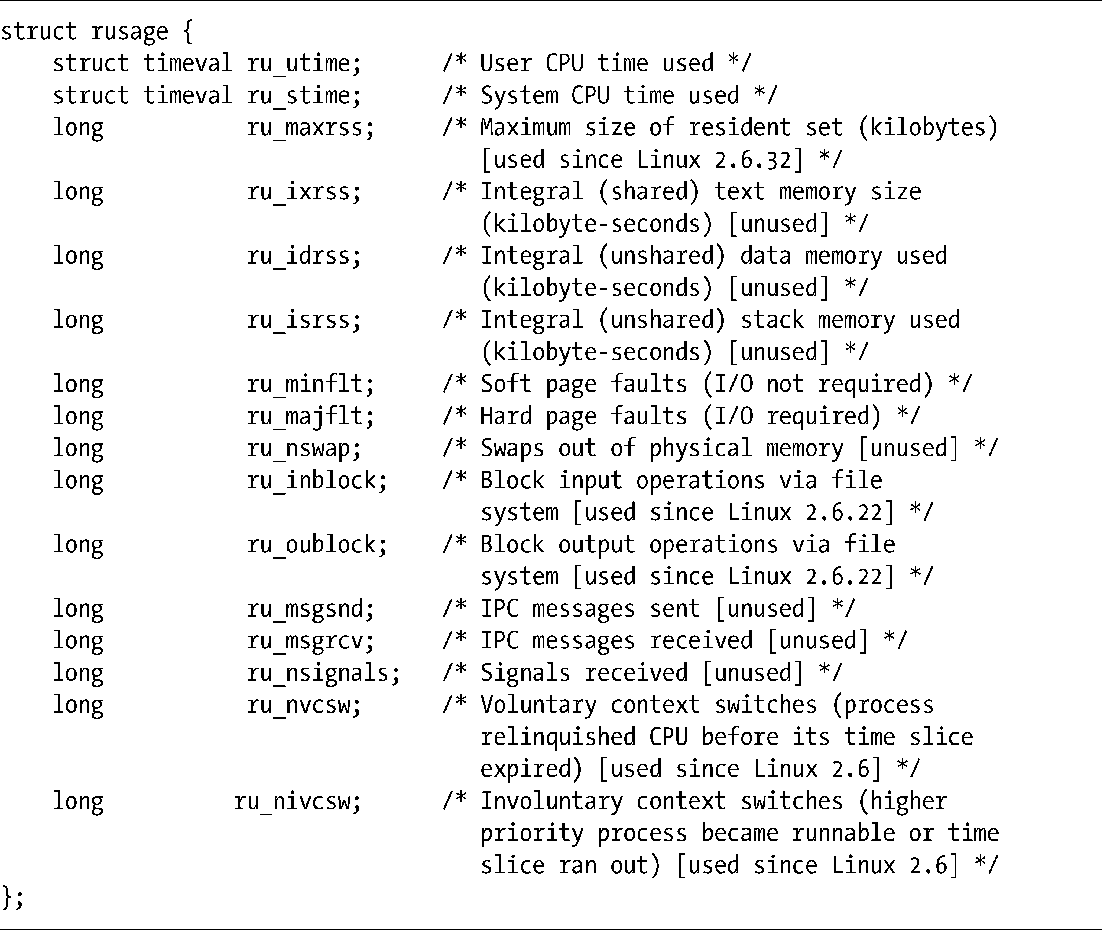 struct rusage {
    struct timeval ru_utime;      /* User CPU time used */
    struct timeval ru_stime;      /* System CPU time used */
    long           ru_maxrss;     /* Maximum size of resident set (kilobytes)
                                     [used since Linux 2.6.32] */
    long           ru_ixrss;      /* Integral (shared) text memory size
                                     (kilobyte-seconds) [unused] */
    long           ru_idrss;      /* Integral (unshared) data memory used
                                     (kilobyte-seconds) [unused] */
    long           ru_isrss;      /* Integral (unshared) stack memory used
                                     (kilobyte-seconds) [unused] */
    long           ru_minflt;     /* Soft page faults (I/O not required) */
    long           ru_majflt;     /* Hard page faults (I/O required) */
    long           ru_nswap;      /* Swaps out of physical memory [unused] */
    long           ru_inblock;    /* Block input operations via file
                                     system [used since Linux 2.6.22] */
    long           ru_oublock;    /* Block output operations via file
                                     system [used since Linux 2.6.22] */
    long           ru_msgsnd;     /* IPC messages sent [unused] */
    long           ru_msgrcv;     /* IPC messages received [unused] */
    long           ru_nsignals;   /* Signals received [unused] */
    long           ru_nvcsw;      /* Voluntary context switches (process
                                     relinquished CPU before its time slice
                                     expired) [used since Linux 2.6] */
    long          ru_nivcsw;      /* Involuntary context switches (higher
                                     priority process became runnable or time
                                     slice ran out) [used since Linux 2.6] */
};